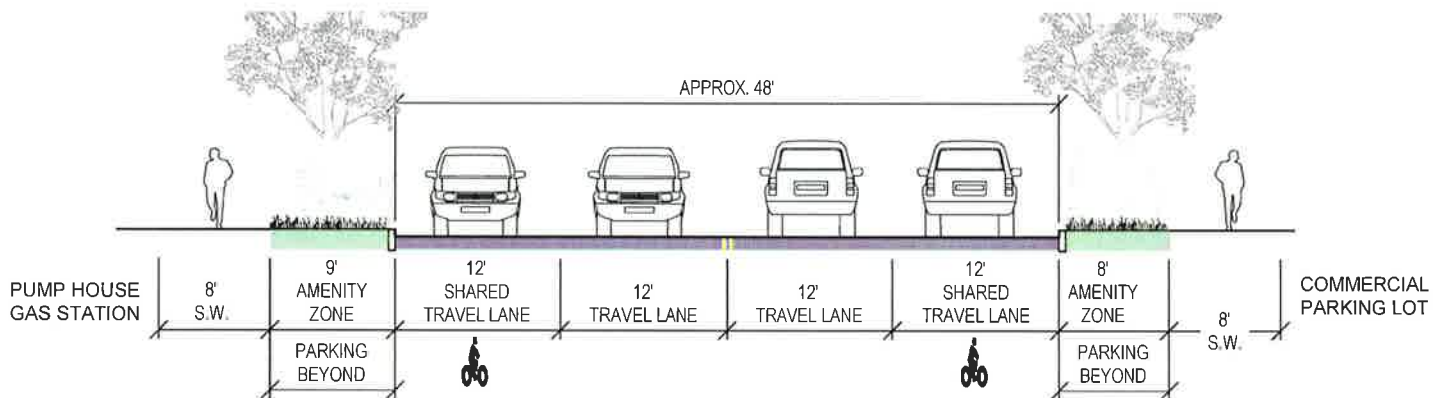 APPROX. 48'
PUMP HOUSE
GAS STATION
8'
S.W.
9'
AMENITY
ZONE
PARKING
BEYOND
12'
SHARED
TRAVEL LANE
12'
TRAVEL LANE
12'
TRAVEL LANE
12'
SHARED
TRAVEL LANE
8'
AMENITY
ZONE
PARKING
BEYOND
8'
S.W.
COMMERCIAL
PARKING LOT